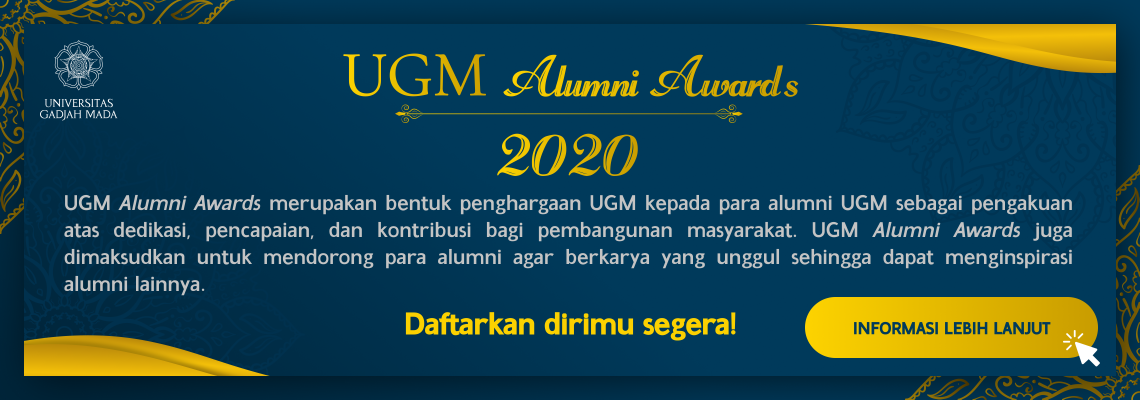 UNIVERSITAS
GADJAH MADA
UGM Alumni Awards
2020
UGM Alumni Awards merupakan bentuk penghargaan UGM kepada para alumni UGM sebagai pengakuan
atas dedikasi, pencapaian, dan kontribusi bagi pembangunan masyarakat. UGM Alumni Awards juga
dimaksudkan untuk mendorong para alumni agar berkarya yang unggul sehingga dapat menginspirasi
alumni lainnya.
Daftarkan dirimu segera!
INFORMASI LEBIH LANJUT